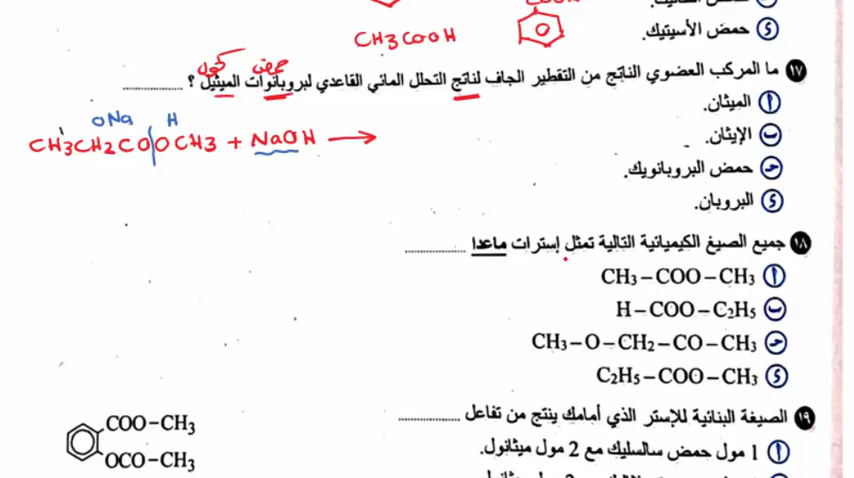 CH3COOH
COOH
د حمض الأسيتيك.
حمض
كحول
١٧ ما المركب العضوي الناتج من التقطير الجاف لناتج التحلل المائي القاعدي لبروبانوات الميثيل ؟ ............
أ الميثان.
ب الإيثان.
جـ حمض البروبانويك.
د البروبان.
ONa H
CH3CH2COOCH3 + NaOH →
١٨ جميع الصيغ الكيميائية التالية تمثل إسترات ماعدا ............
أ CH3–COO–CH3
ب H–COO–C2H5
جـ CH3–O–CH2–CO–CH3
د C2H5–COO–CH3
١٩ الصيغة البنائية للإستر الذي أمامك ينتج من تفاعل ............
COO–CH3
OCO–CH3
أ 1 مول حمض سالسليك مع 2 مول ميثانول.